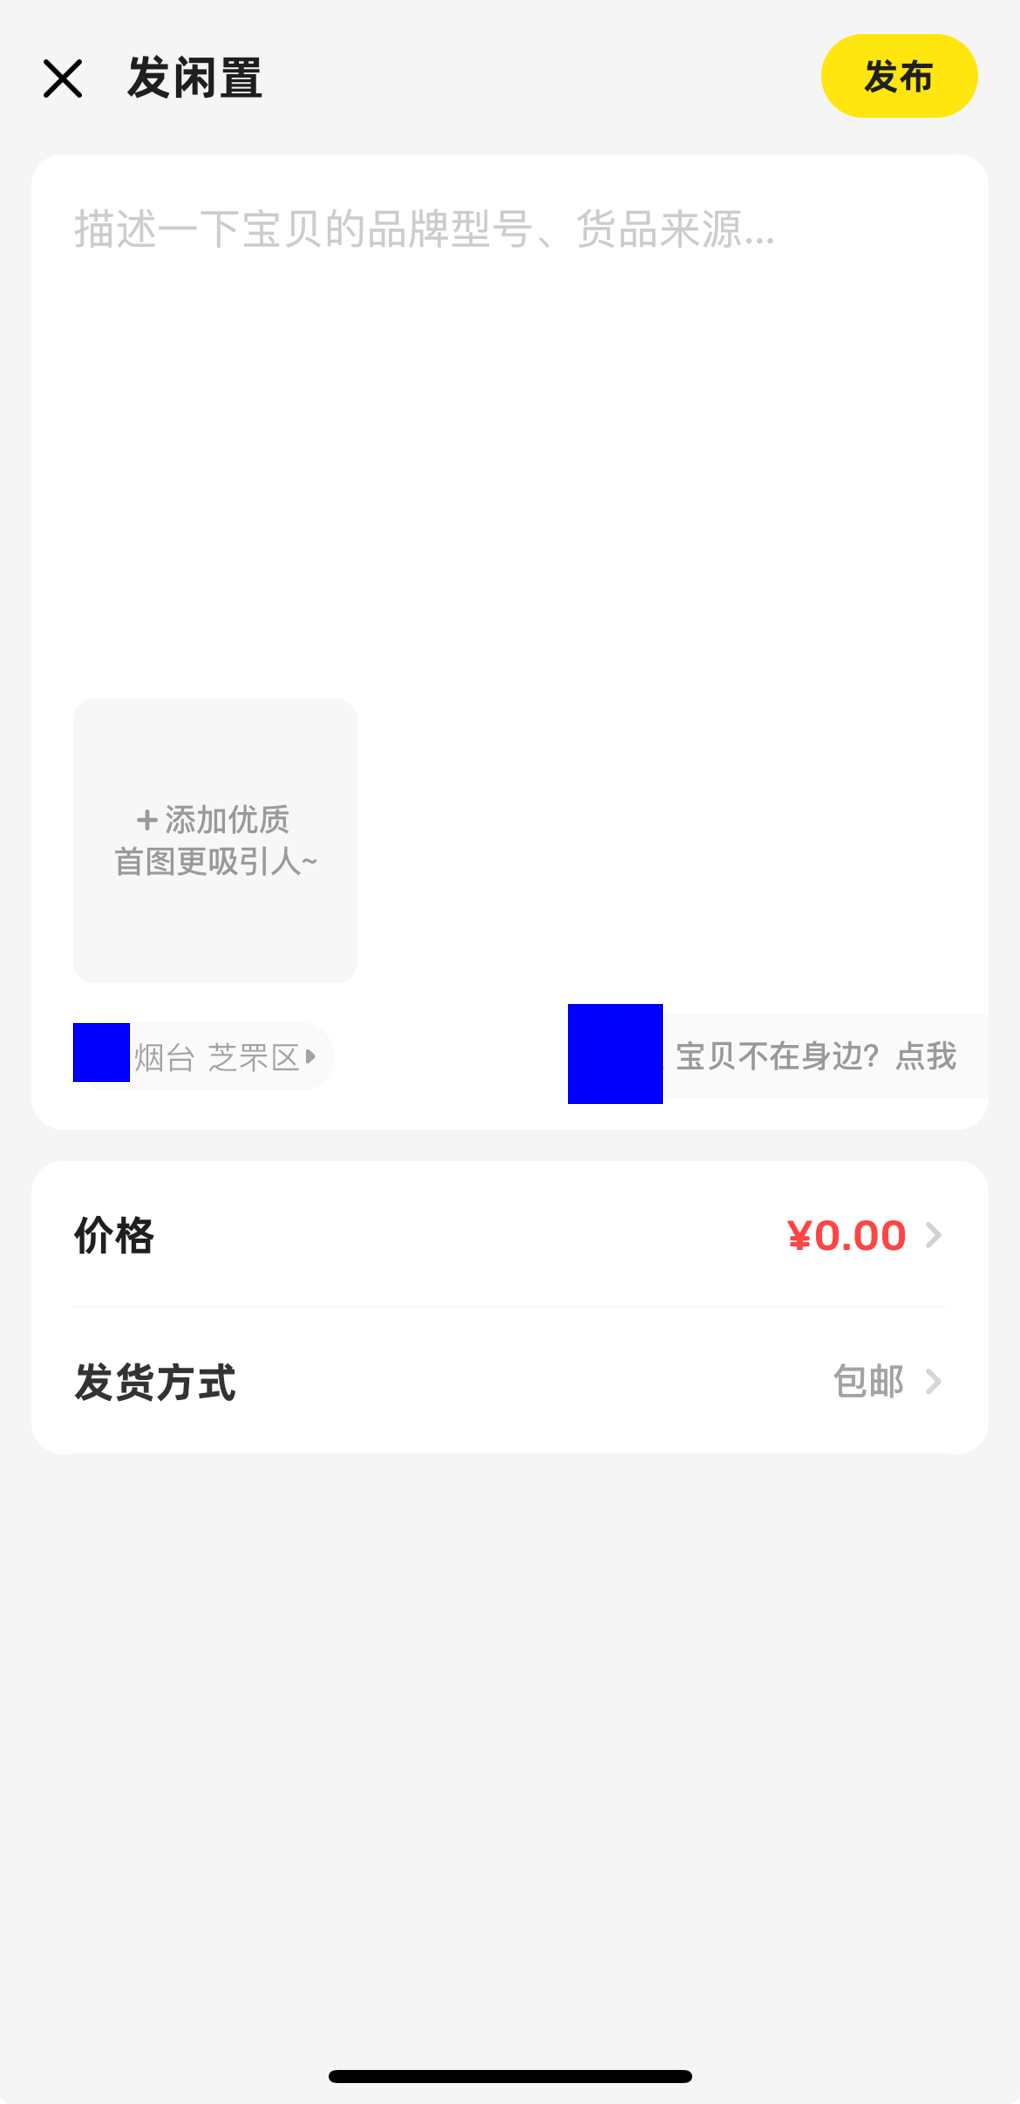 发闲置
发布
描述一下宝贝的品牌型号、货品来源...
+ 添加优质
首图更吸引人~
烟台 芝罘区
宝贝不在身边？点我
价格
¥0.00
发货方式
包邮